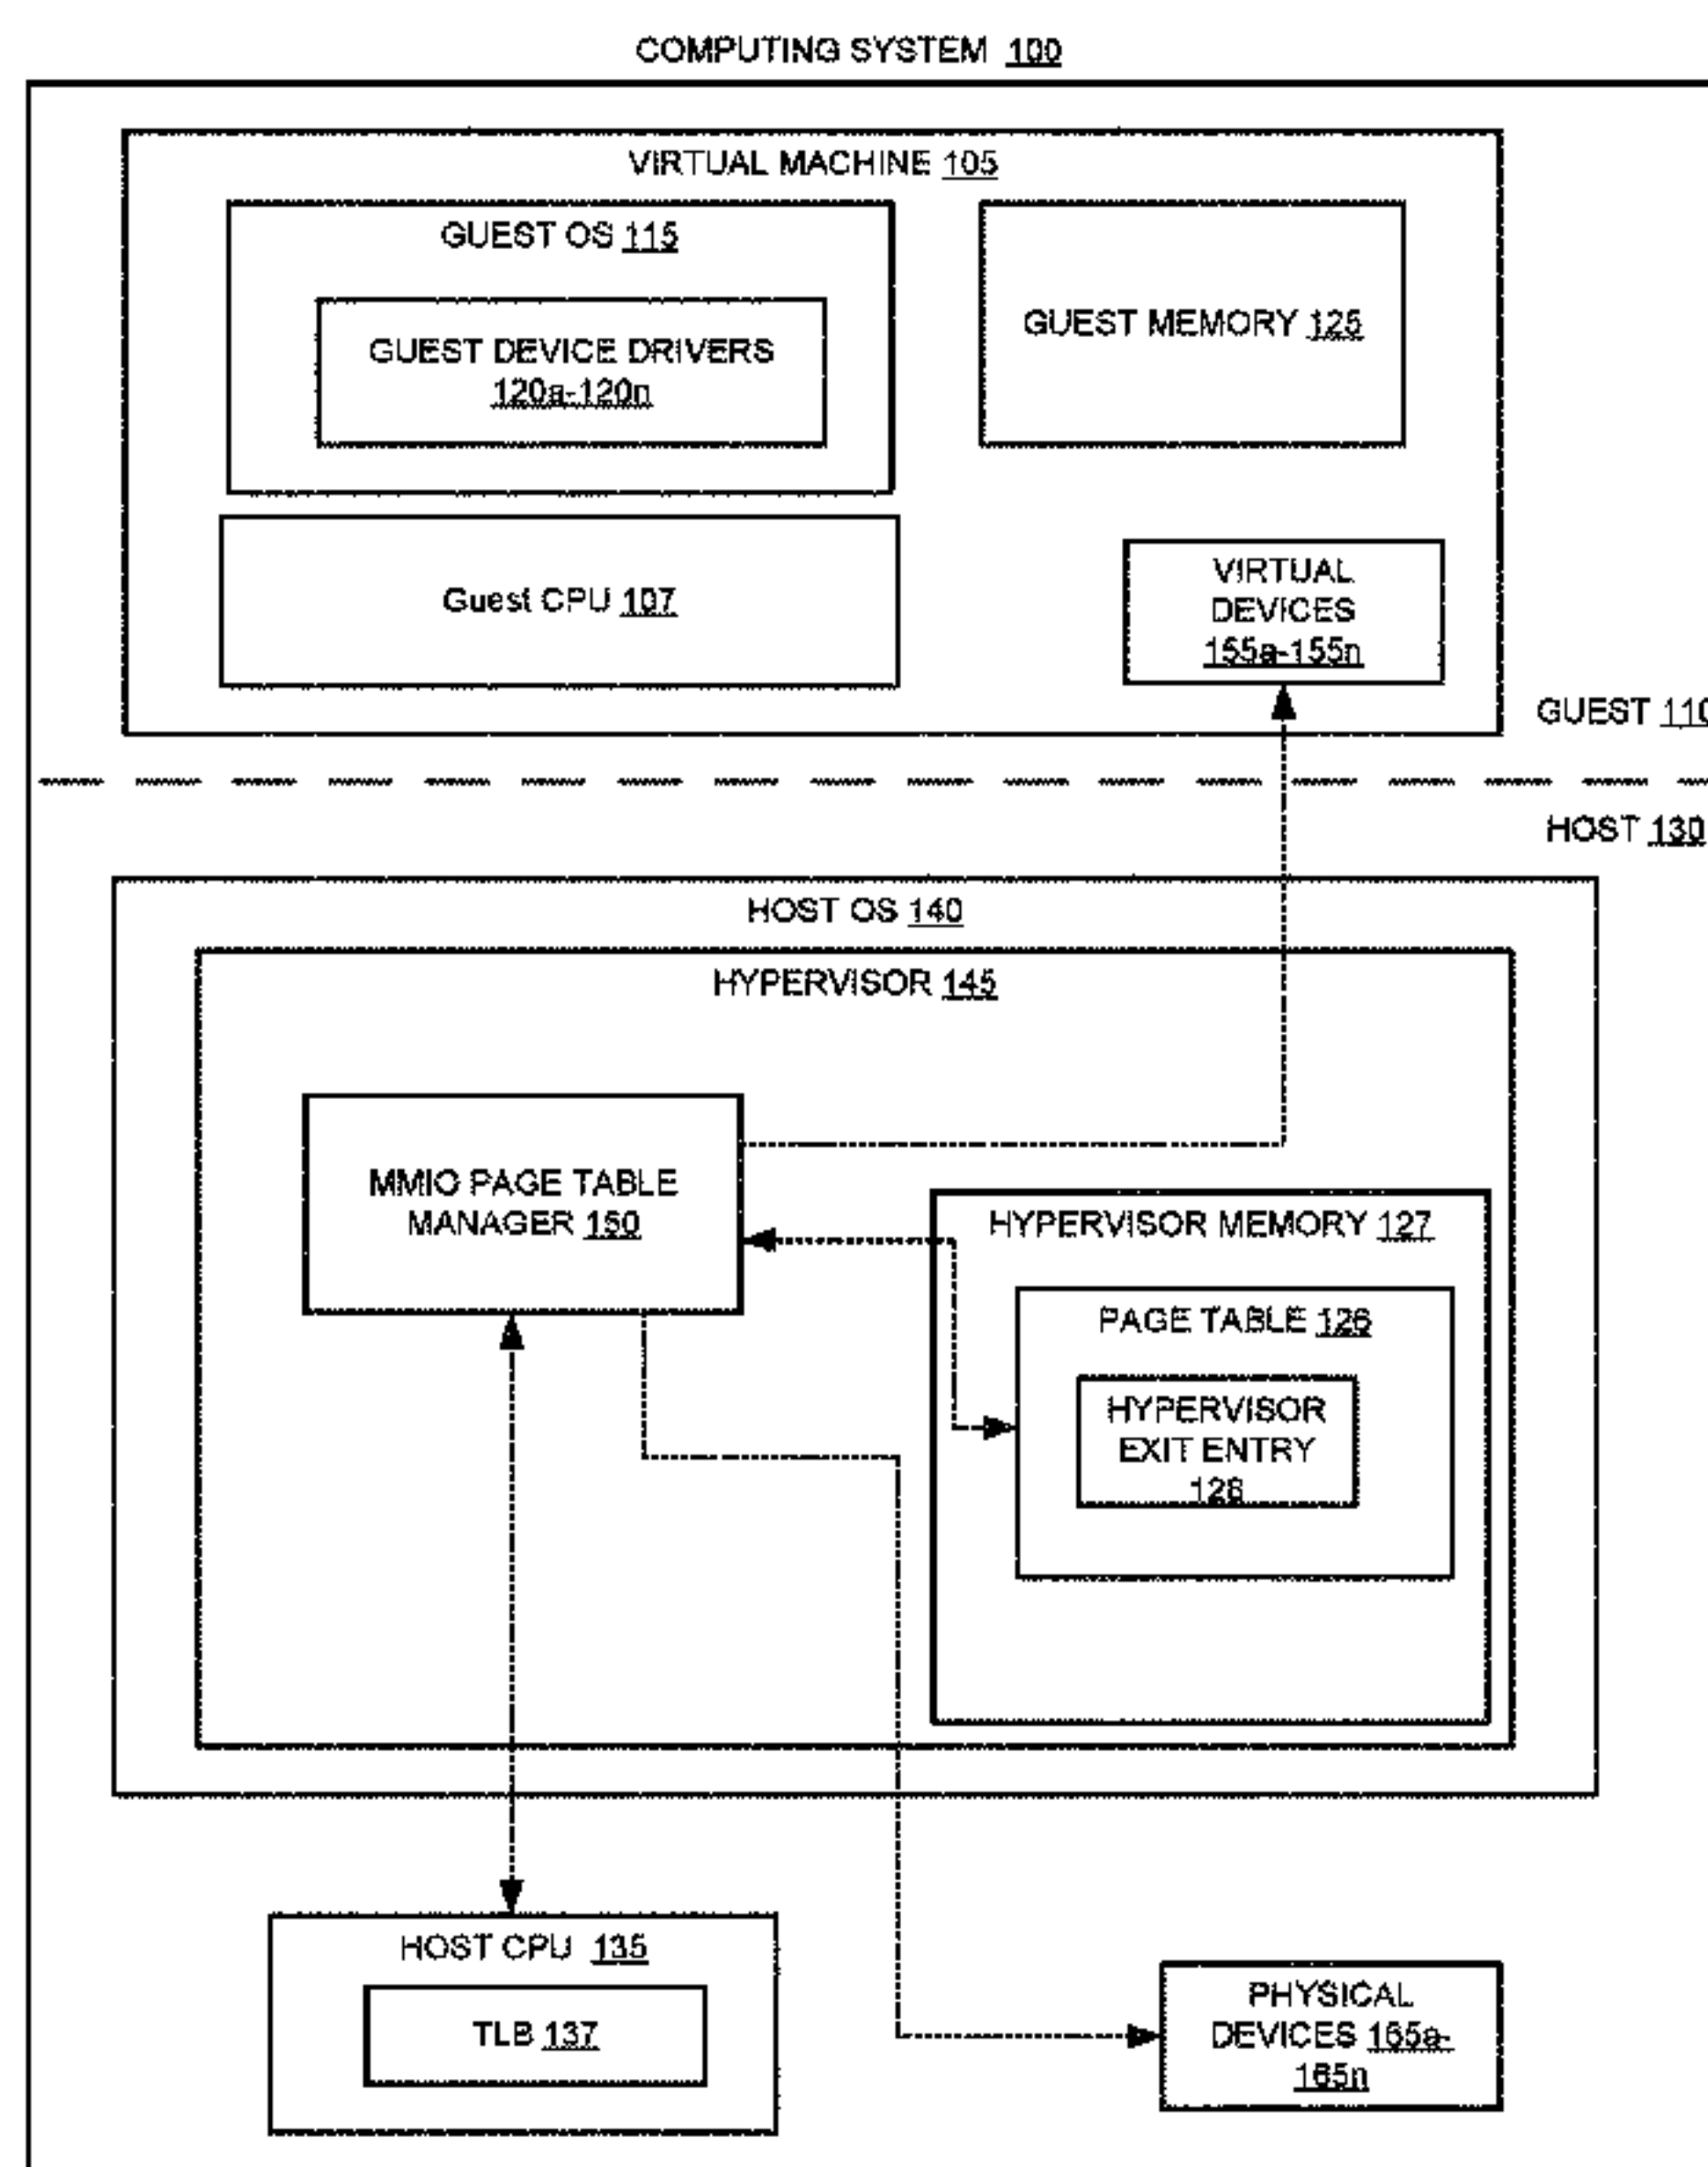 COMPUTING SYSTEM 100
VIRTUAL MACHINE 105
GUEST OS 115
GUEST DEVICE DRIVERS
120a-120n
GUEST MEMORY 125
Guest CPU 107
VIRTUAL
DEVICES
155a-155n
GUEST 110
HOST 130
HOST OS 140
HYPERVISOR 145
MMIO PAGE TABLE
MANAGER 150
HYPERVISOR MEMORY 127
PAGE TABLE 126
HYPERVISOR
EXIT ENTRY
128
HOST CPU 135
TLB 137
PHYSICAL
DEVICES 165a-
165n